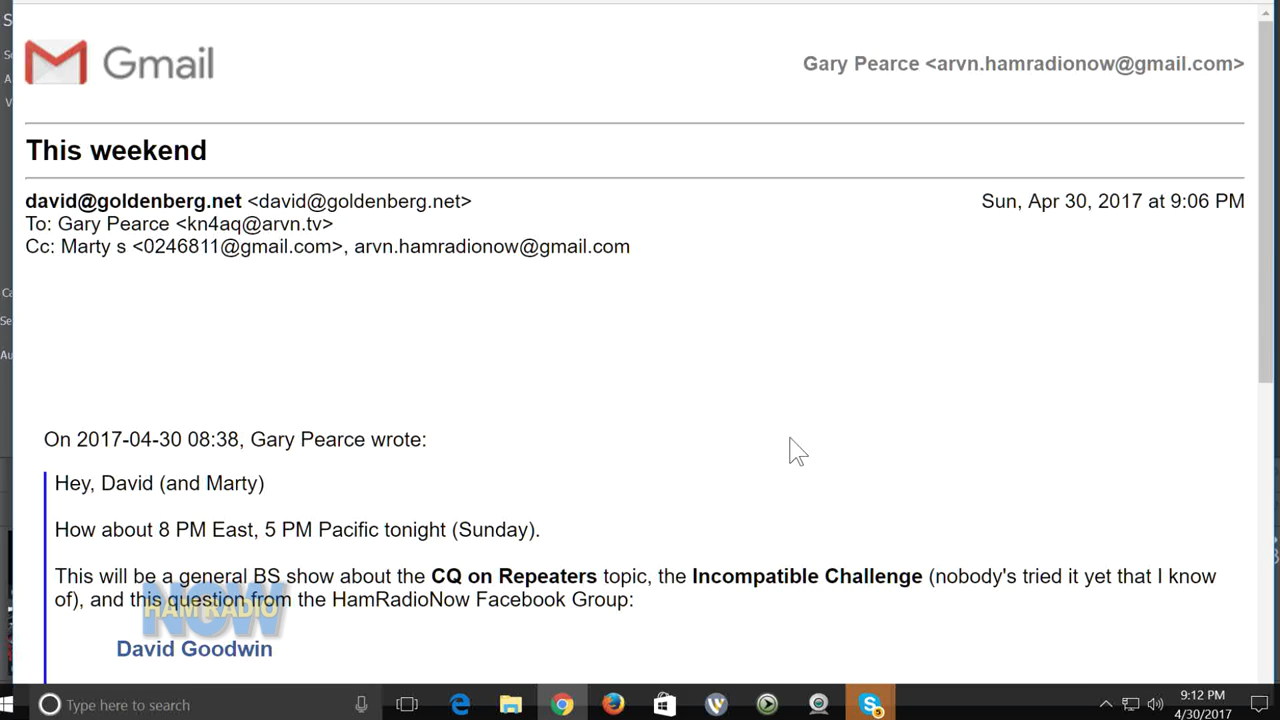 Gmail
Gary Pearce <arvn.hamradionow@gmail.com>
This weekend
david@goldenberg.net <david@goldenberg.net>
Sun, Apr 30, 2017 at 9:06 PM
To: Gary Pearce <kn4aq@arvn.tv>
Cc: Marty s <0246811@gmail.com>, arvn.hamradionow@gmail.com
On 2017-04-30 08:38, Gary Pearce wrote:
Hey, David (and Marty)
How about 8 PM East, 5 PM Pacific tonight (Sunday).
This will be a general BS show about the CQ on Repeaters topic, the Incompatible Challenge (nobody's tried it yet that I know
of), and this question from the HamRadioNow Facebook Group:
NOW
HAM RADIO
David Goodwin
Type here to search
9:12 PM
4/30/2017
5